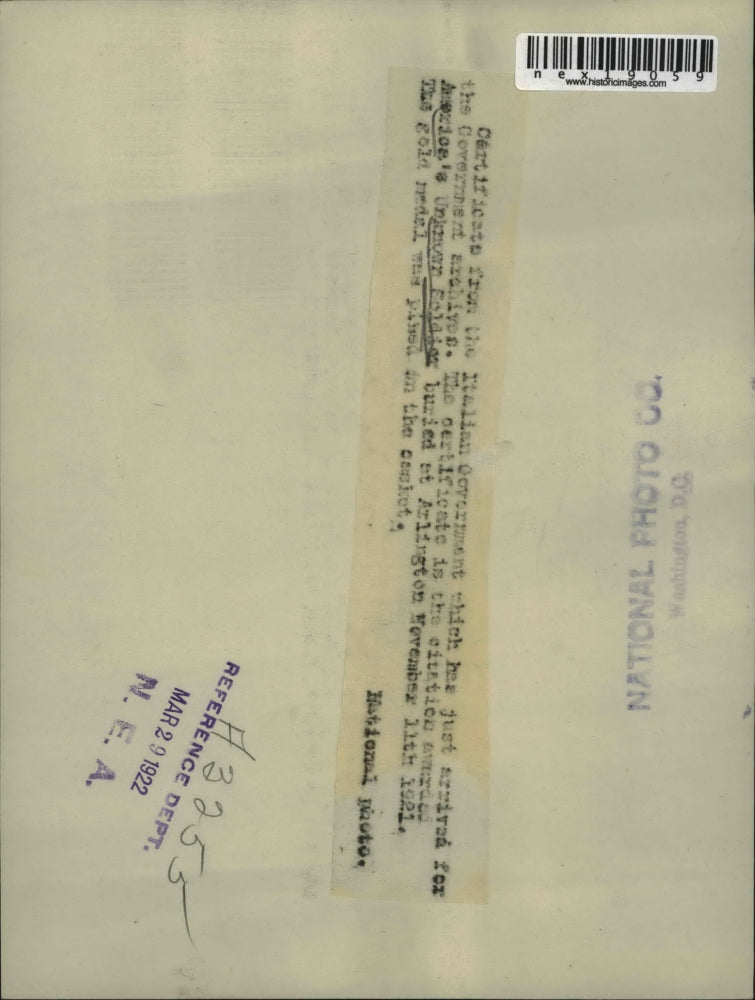 nex19059
www.historicimages.com
Certificate from the Italian Government which has just arrived for
the Government archives. The certificate is the citation awarded
America's Unknown Soldier buried at Arlington November 11th 1921.
The gold medal was pined in the casket.
National photo.
NATIONAL PHOTO CO.
Washington, D.C.
REFERENCE DEPT.
MAR 29 1922
N. E. A.